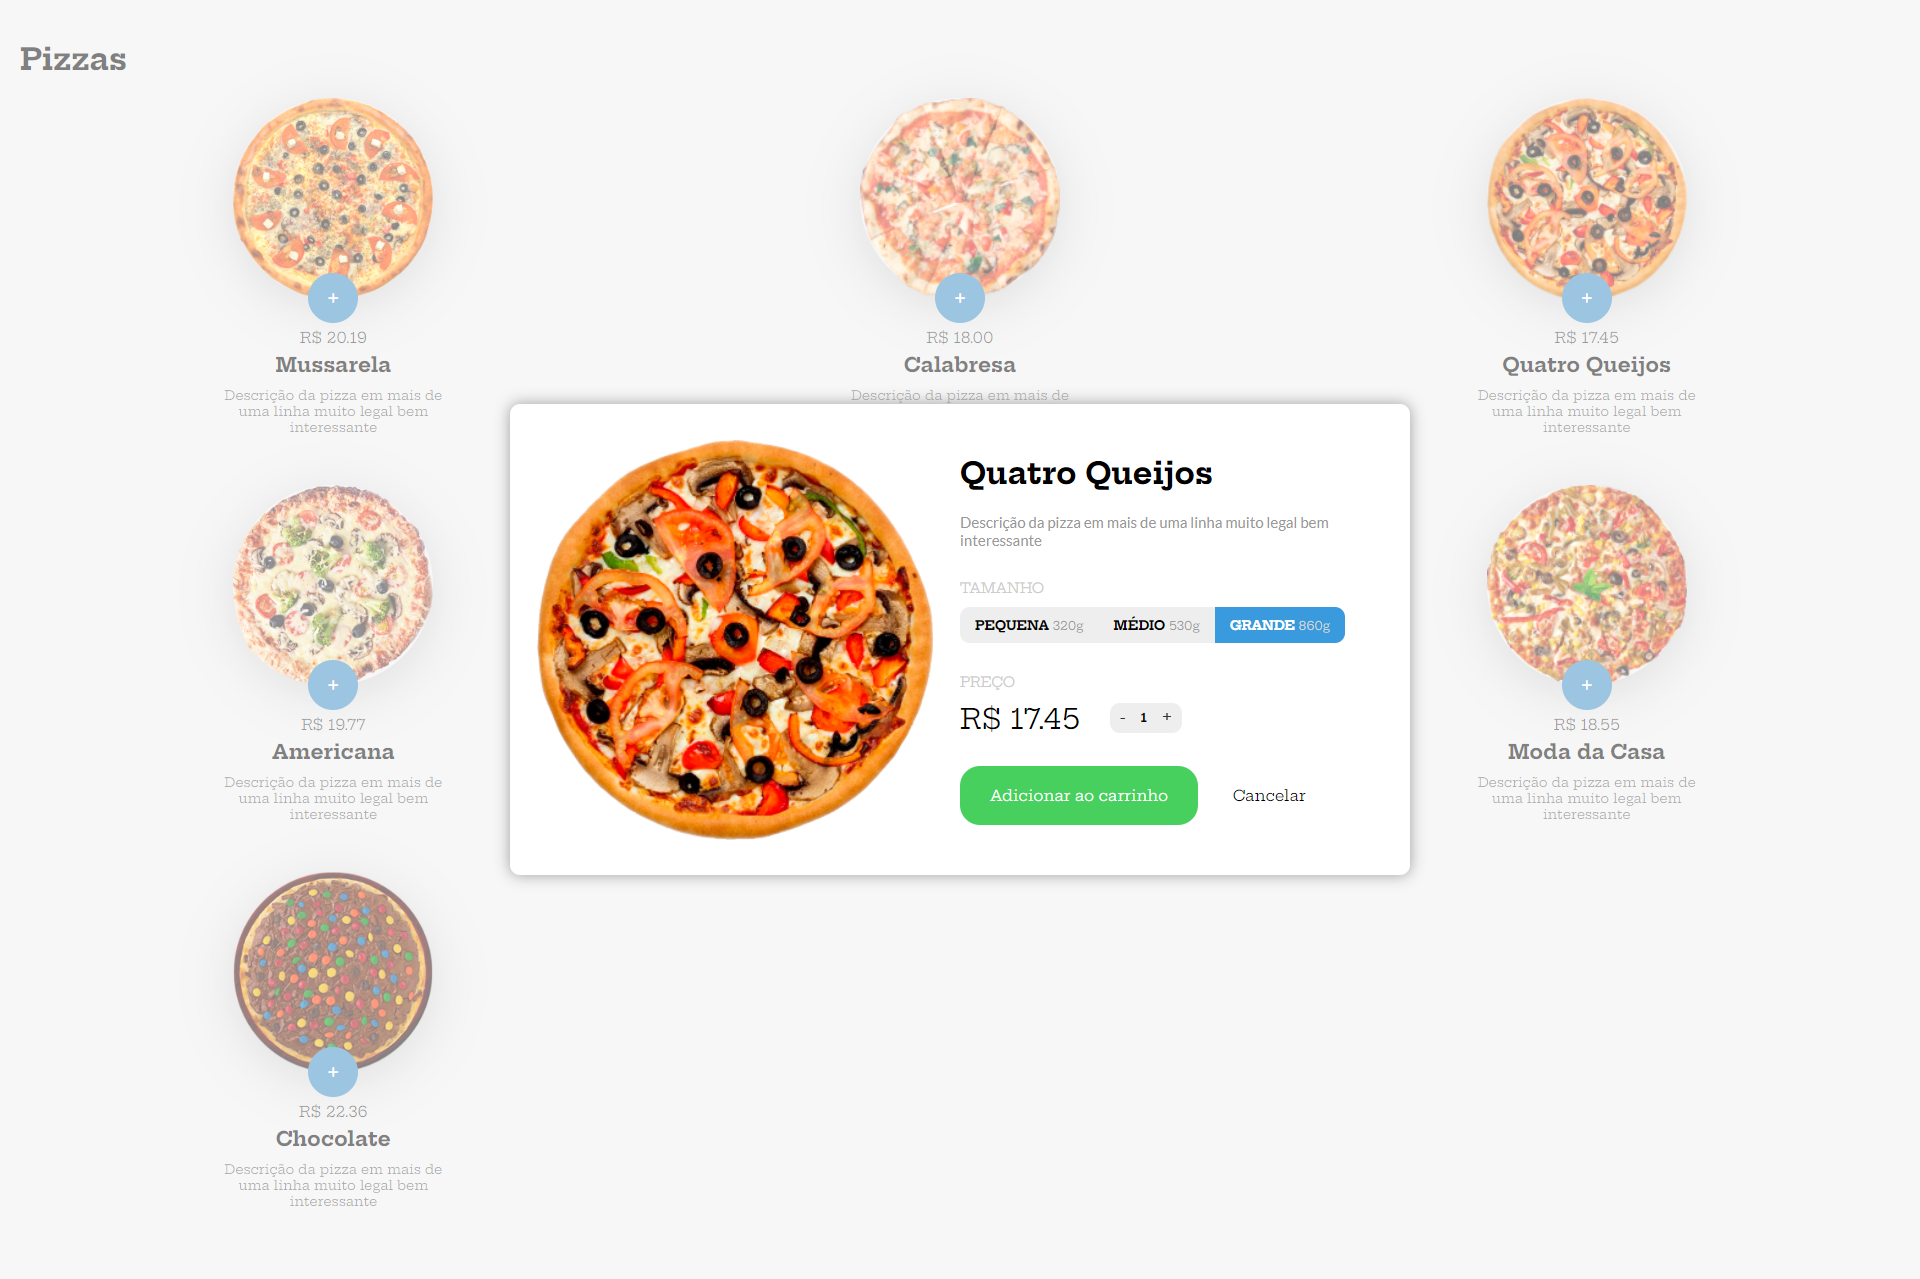 Pizzas
+
R$ 20.19
Mussarela
Descrição da pizza em mais de
uma linha muito legal bem
interessante
+
R$ 18.00
Calabresa
Descrição da pizza em mais de
+
R$ 17.45
Quatro Queijos
Descrição da pizza em mais de
uma linha muito legal bem
interessante
Quatro Queijos
Descrição da pizza em mais de uma linha muito legal bem
interessante
TAMANHO
PEQUENA 320g MÉDIO 530g GRANDE 860g
PREÇO
R$ 17.45 - 1 +
Adicionar ao carrinho Cancelar
+
R$ 19.77
Americana
Descrição da pizza em mais de
uma linha muito legal bem
interessante
+
R$ 18.55
Moda da Casa
Descrição da pizza em mais de
uma linha muito legal bem
interessante
+
R$ 22.36
Chocolate
Descrição da pizza em mais de
uma linha muito legal bem
interessante